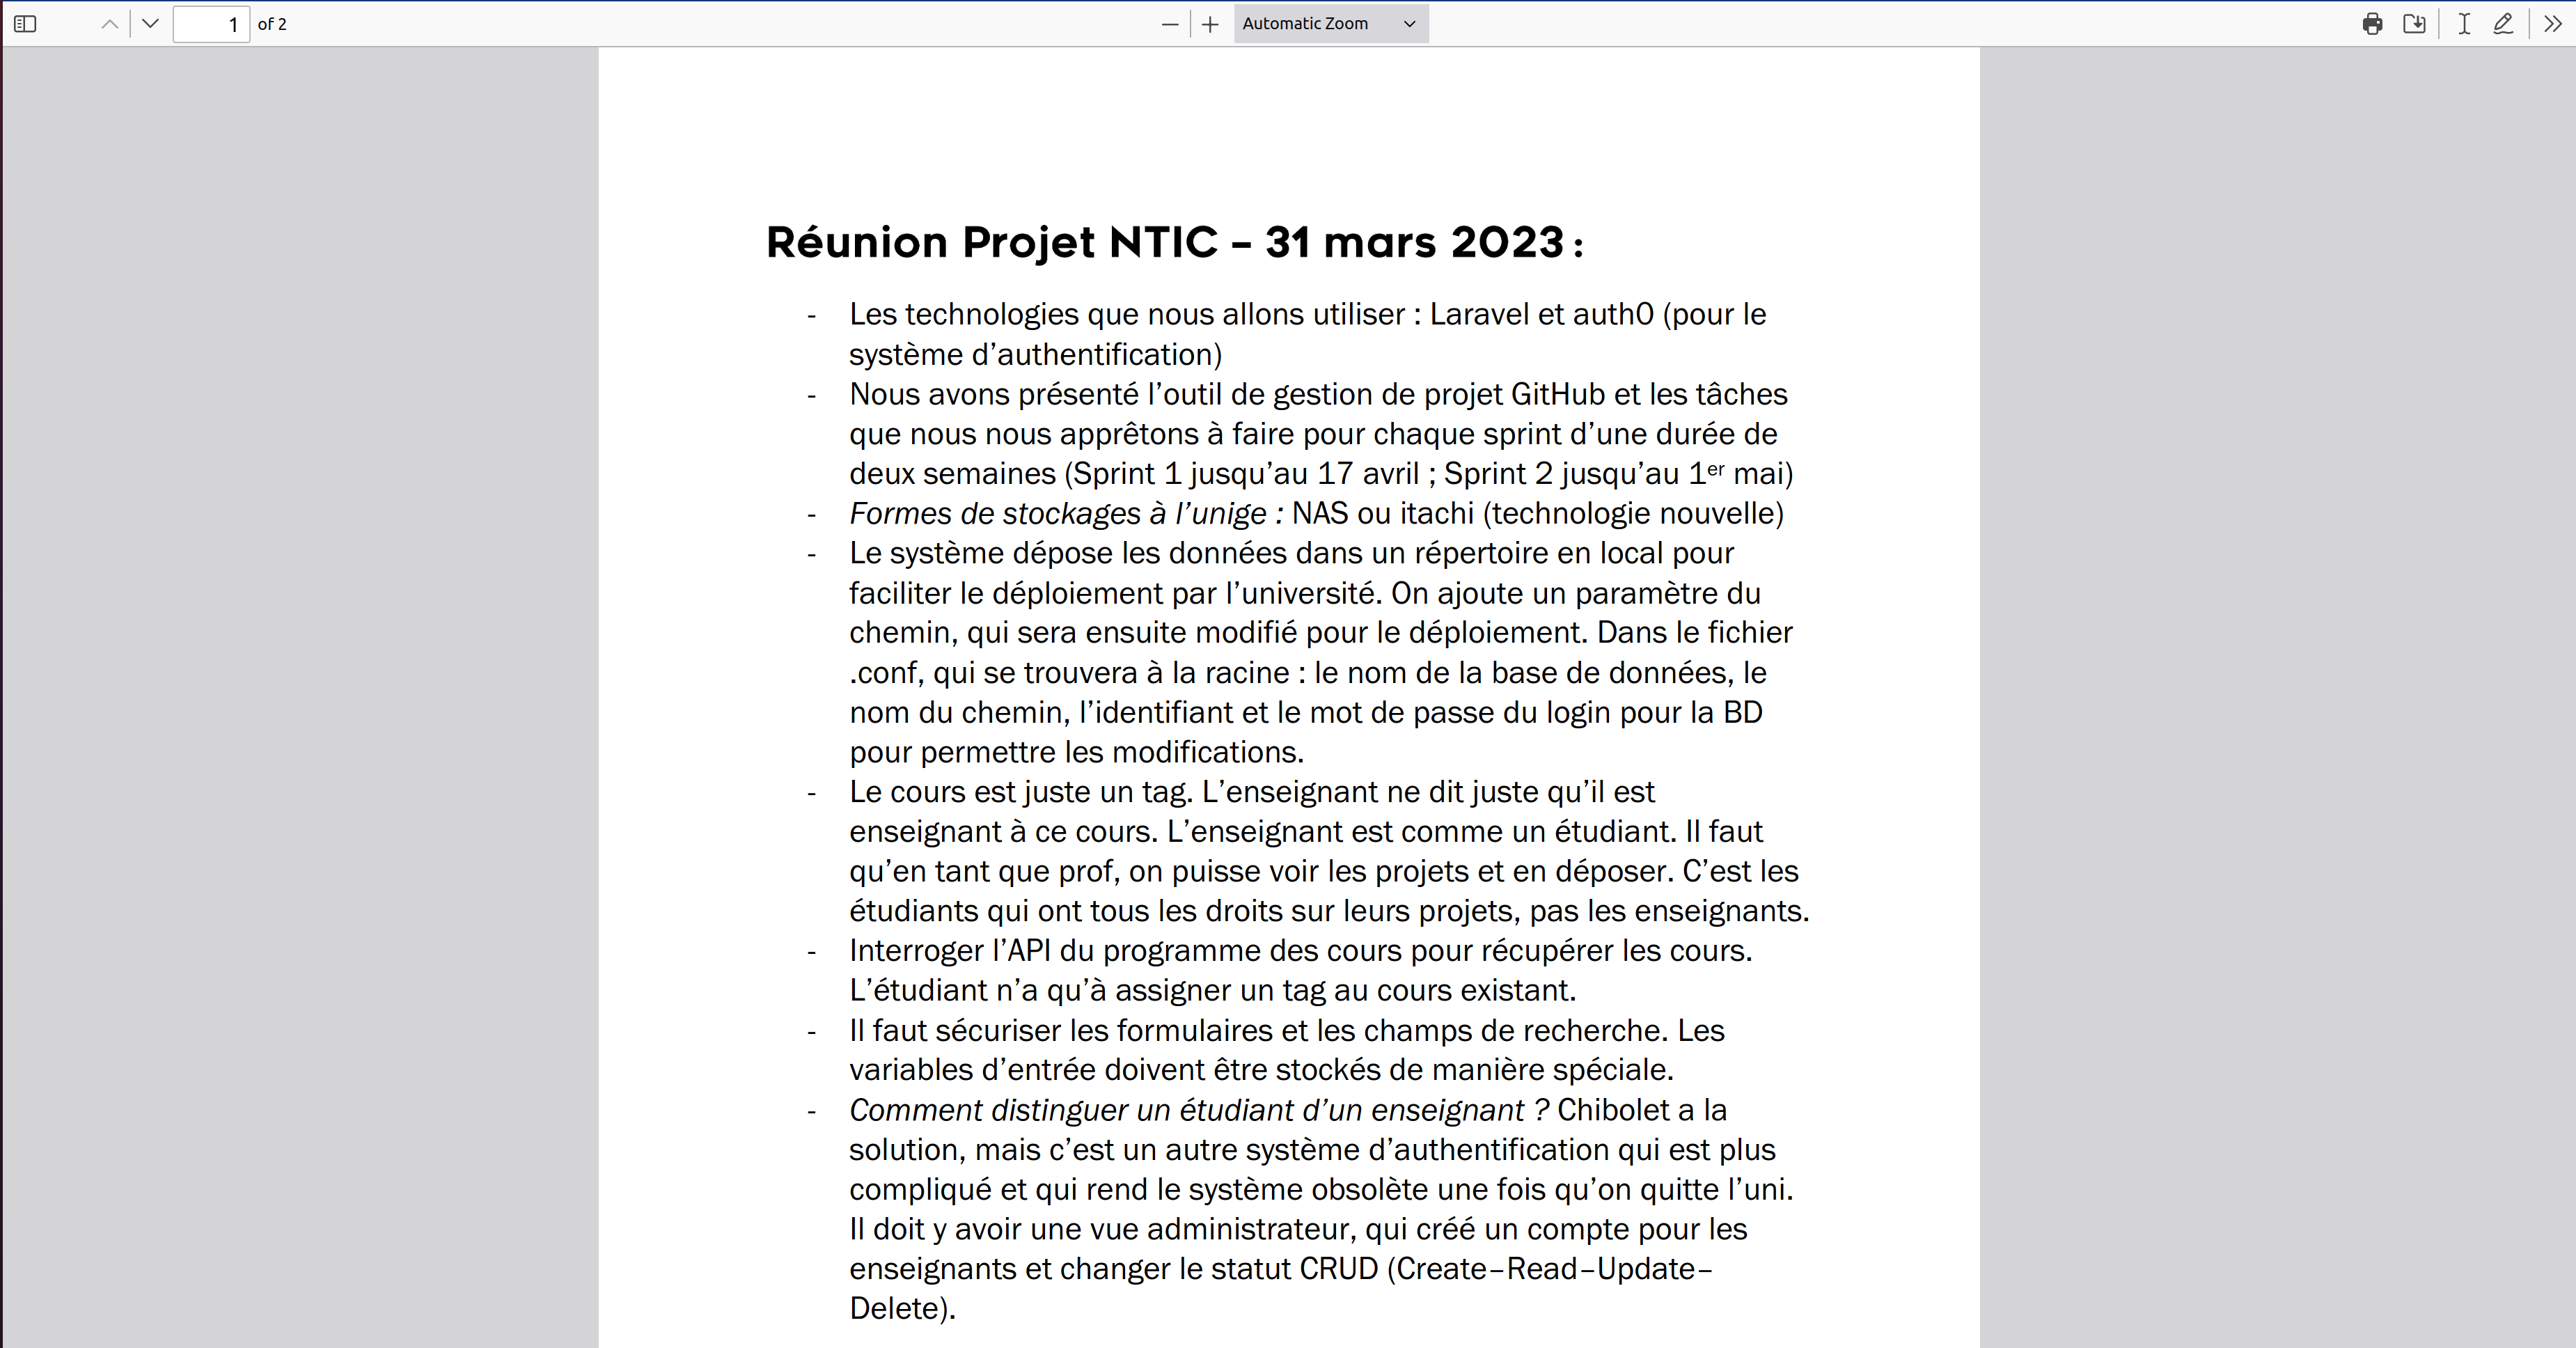 1 of 2 Automatic Zoom
Réunion Projet NTIC – 31 mars 2023 :
- Les technologies que nous allons utiliser : Laravel et auth0 (pour le
système d’authentification)
- Nous avons présenté l’outil de gestion de projet GitHub et les tâches
que nous nous apprêtons à faire pour chaque sprint d’une durée de
deux semaines (Sprint 1 jusqu’au 17 avril ; Sprint 2 jusqu’au 1er mai)
- Formes de stockages à l’unige : NAS ou itachi (technologie nouvelle)
- Le système dépose les données dans un répertoire en local pour
faciliter le déploiement par l’université. On ajoute un paramètre du
chemin, qui sera ensuite modifié pour le déploiement. Dans le fichier
.conf, qui se trouvera à la racine : le nom de la base de données, le
nom du chemin, l’identifiant et le mot de passe du login pour la BD
pour permettre les modifications.
- Le cours est juste un tag. L’enseignant ne dit juste qu’il est
enseignant à ce cours. L’enseignant est comme un étudiant. Il faut
qu’en tant que prof, on puisse voir les projets et en déposer. C’est les
étudiants qui ont tous les droits sur leurs projets, pas les enseignants.
- Interroger l’API du programme des cours pour récupérer les cours.
L’étudiant n’a qu’à assigner un tag au cours existant.
- Il faut sécuriser les formulaires et les champs de recherche. Les
variables d’entrée doivent être stockés de manière spéciale.
- Comment distinguer un étudiant d’un enseignant ? Chibolet a la
solution, mais c’est un autre système d’authentification qui est plus
compliqué et qui rend le système obsolète une fois qu’on quitte l’uni.
Il doit y avoir une vue administrateur, qui créé un compte pour les
enseignants et changer le statut CRUD (Create–Read–Update–
Delete).